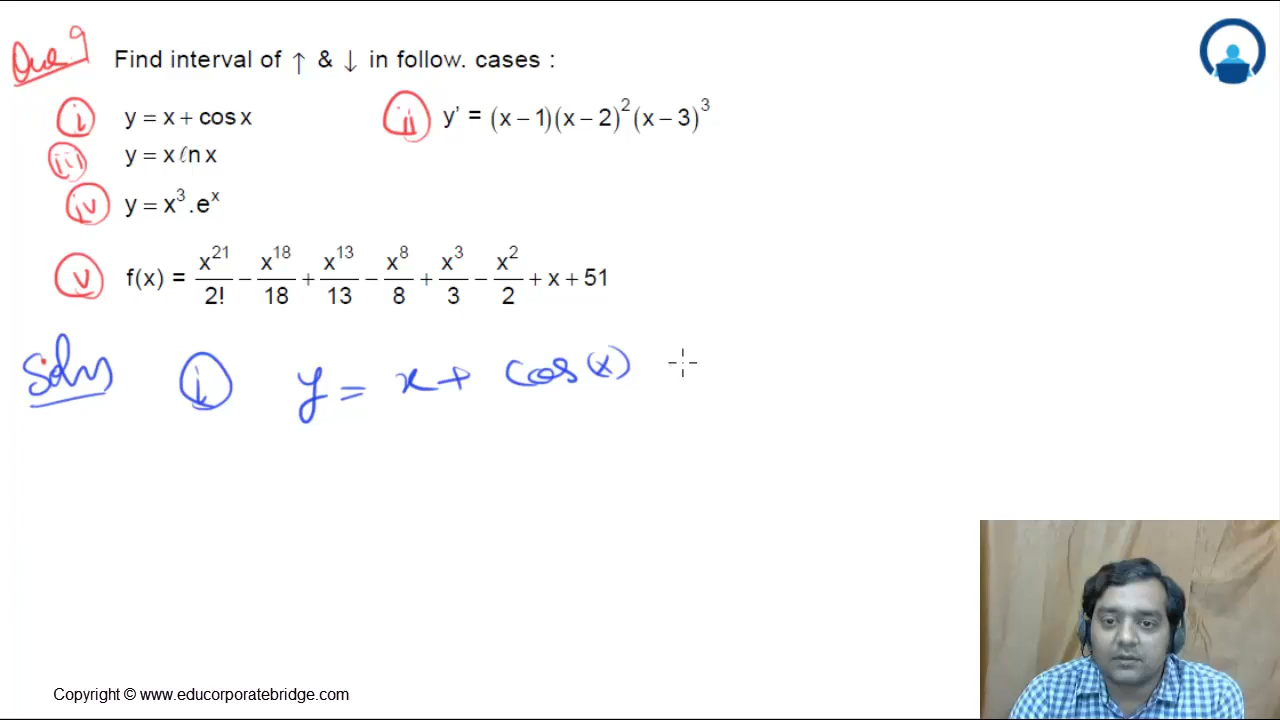 Que. 9 Find interval of ↑ & ↓ in follow. cases :
i y = x + cos x ii y' = (x – 1)(x – 2)² (x – 3)³
iii y = x ℓn x
iv y = x³ .eˣ
v f(x) = x²¹/2! – x¹⁸/18 + x¹³/13 – x⁸/8 + x³/3 – x²/2 + x + 51
Soln i y = x + cos(x)
Copyright © www.educorporatebridge.com